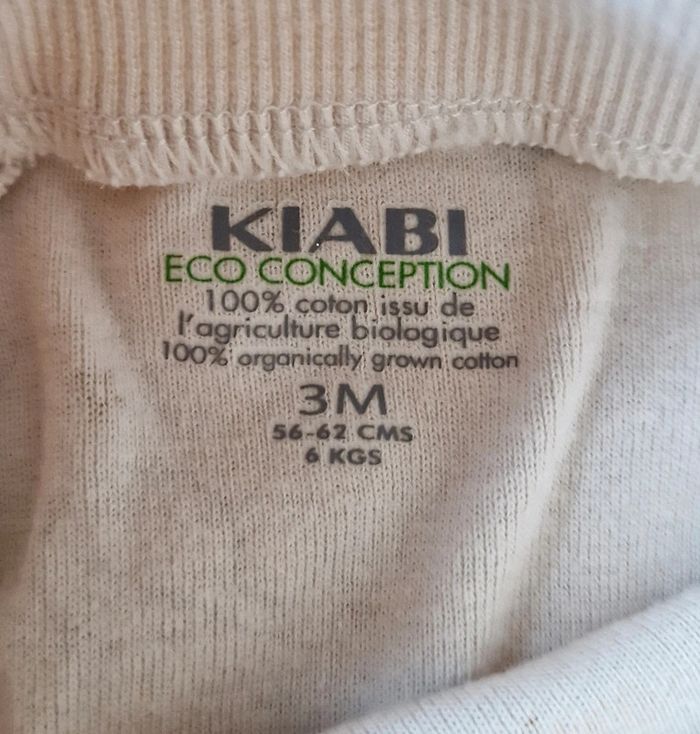 KIABI
ECO CONCEPTION
100% coton issu de
l'agriculture biologique
100% organically grown cotton
3M
56-62 CMS
6 KGS